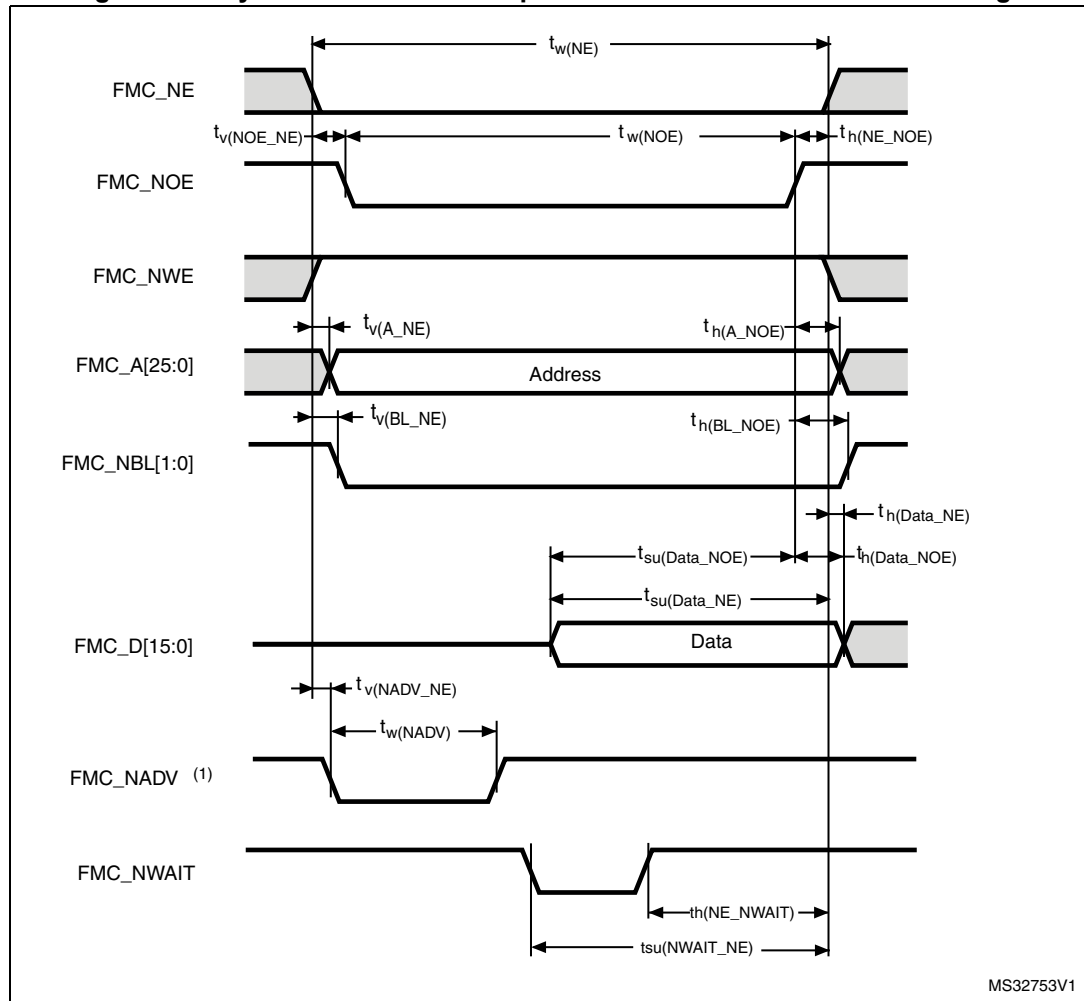 tw(NE)
FMC_NE
tv(NOE_NE)
tw(NOE)
th(NE_NOE)
FMC_NOE
FMC_NWE
tv(A_NE)
th(A_NOE)
FMC_A[25:0]
Address
tv(BL_NE)
th(BL_NOE)
FMC_NBL[1:0]
th(Data_NE)
tsu(Data_NOE)
th(Data_NOE)
tsu(Data_NE)
FMC_D[15:0]
Data
tv(NADV_NE)
tw(NADV)
FMC_NADV (1)
FMC_NWAIT
th(NE_NWAIT)
tsu(NWAIT_NE)
MS32753V1